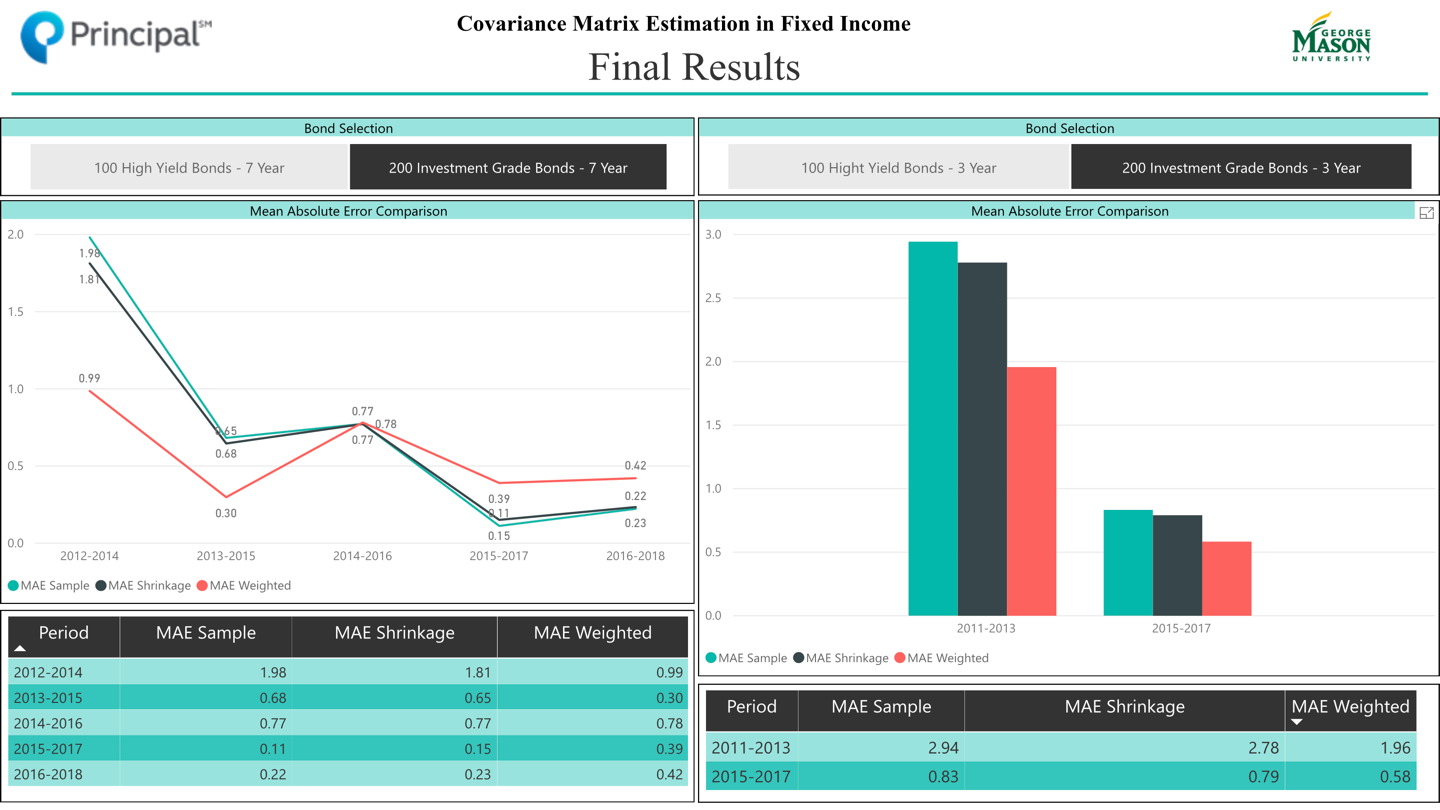 Principal SM
Covariance Matrix Estimation in Fixed Income
Final Results
GEORGE
MASON
UNIVERSITY
Bond Selection
100 High Yield Bonds - 7 Year
200 Investment Grade Bonds - 7 Year
Mean Absolute Error Comparison
2.0
1.5
1.0
0.5
0.0
1.98
1.81
0.99
0.65
0.68
0.30
0.77
0.78
0.77
0.39
0.11
0.15
0.42
0.22
0.23
2012-2014 2013-2015 2014-2016 2015-2017 2016-2018
MAE Sample MAE Shrinkage MAE Weighted
Period MAE Sample MAE Shrinkage MAE Weighted
2012-2014 1.98 1.81 0.99
2013-2015 0.68 0.65 0.30
2014-2016 0.77 0.77 0.78
2015-2017 0.11 0.15 0.39
2016-2018 0.22 0.23 0.42
Bond Selection
100 Hight Yield Bonds - 3 Year
200 Investment Grade Bonds - 3 Year
Mean Absolute Error Comparison
3.0
2.5
2.0
1.5
1.0
0.5
0.0
2011-2013 2015-2017
MAE Sample MAE Shrinkage MAE Weighted
Period MAE Sample MAE Shrinkage MAE Weighted
2011-2013 2.94 2.78 1.96
2015-2017 0.83 0.79 0.58